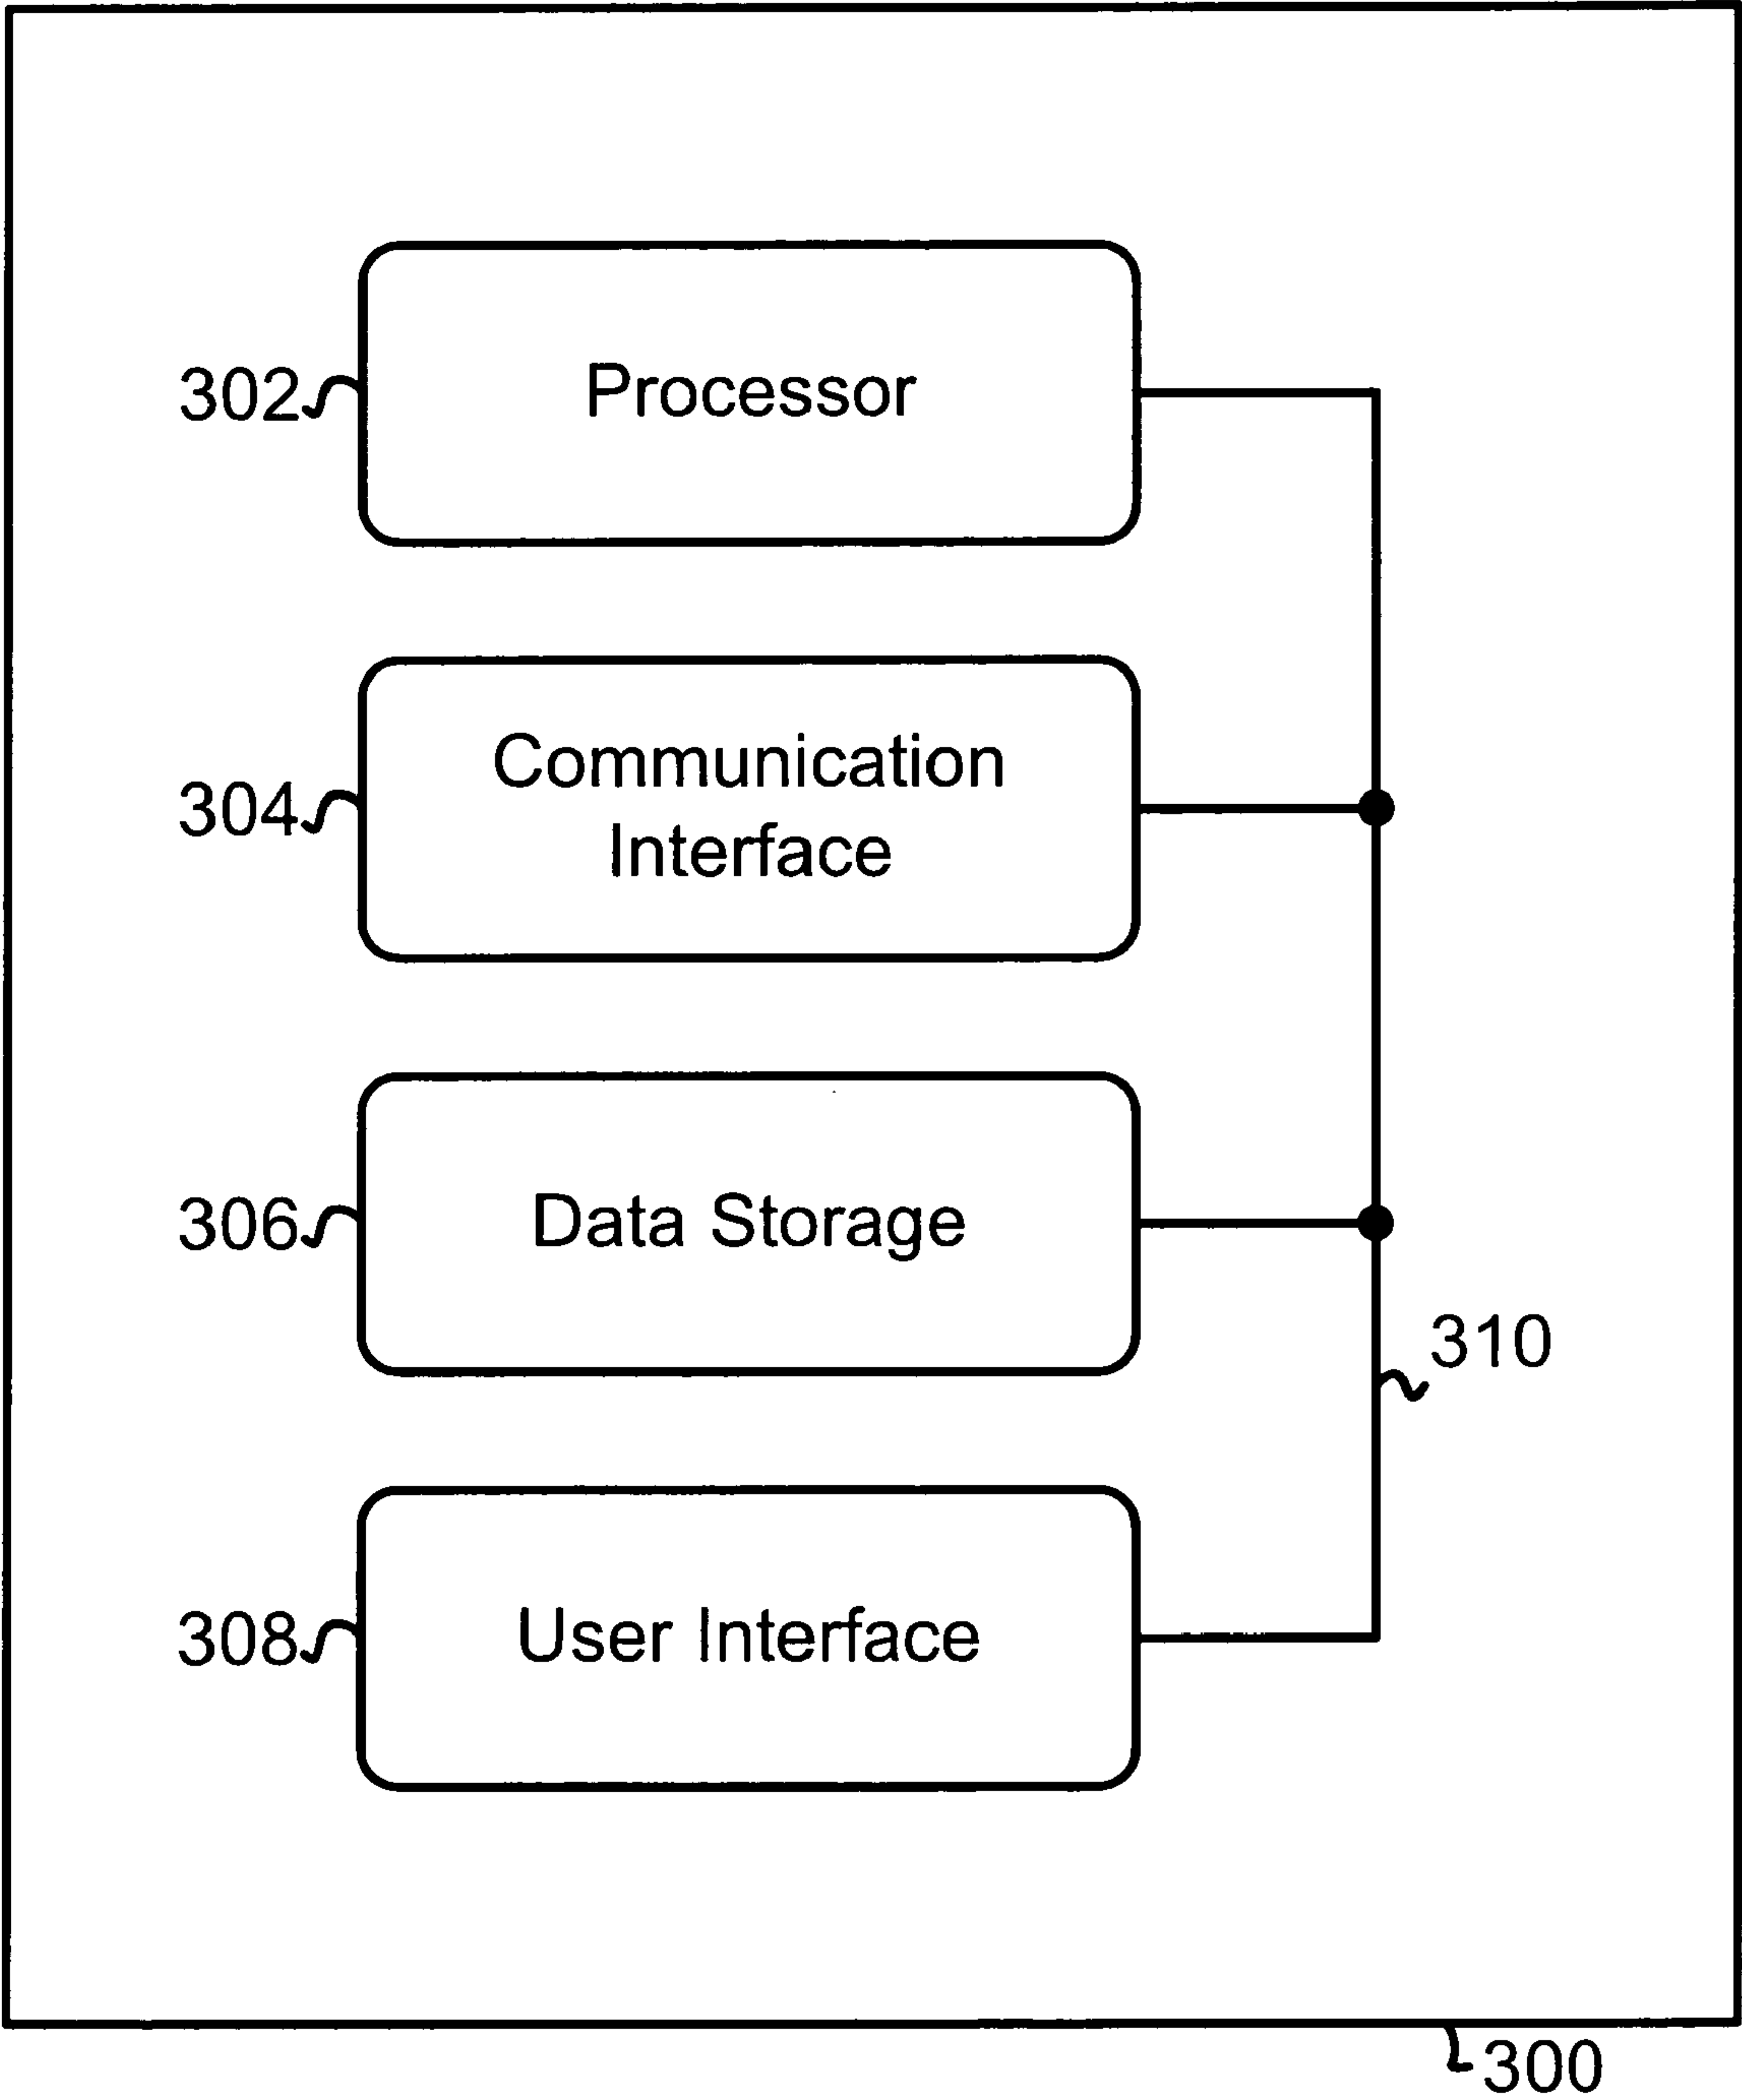 302
Processor
304
Communication
Interface
306
Data Storage
310
308
User Interface
300